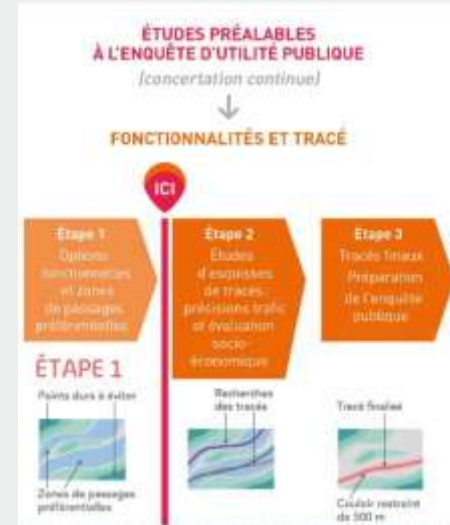 ÉTUDES PRÉALABLES
À L'ENQUÊTE D'UTILITÉ PUBLIQUE
(concertation continue)
FONCTIONNALITÉS ET TRACÉ
ICI
Étape 1
Options
fonctionnelles
et zones
de passages
préférentielles
Étape 2
Études
d'esquisses
de tracés,
précisions trafic
et évaluation
socio-
économique
Étape 3
Tracés finaux
Préparation
de l'enquête
publique
ÉTAPE 1
Points durs à éviter
Zones de passages
préférentielles
Recherches
des tracés
Tracé finalisé
Couloir restreint
de 500 m